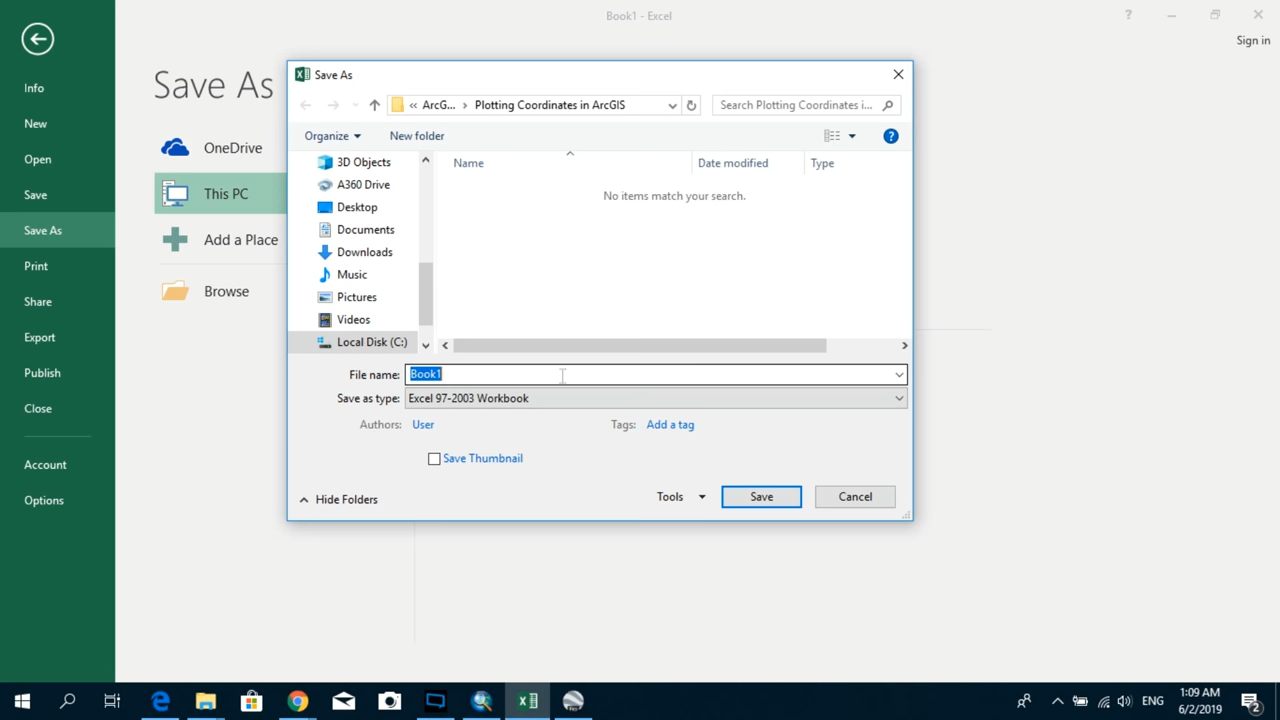 Book1 - Excel
?
Sign in
Info
New
Open
Save
Save As
Print
Share
Export
Publish
Close
Account
Options
Save As
OneDrive
This PC
Add a Place
Browse
Save As
« ArcG... › Plotting Coordinates in ArcGIS
Search Plotting Coordinates i...
Organize
New folder
?
3D Objects
A360 Drive
Desktop
Documents
Downloads
Music
Pictures
Videos
Local Disk (C:)
Name
Date modified
Type
No items match your search.
File name: Book1
Save as type: Excel 97-2003 Workbook
Authors: User
Tags: Add a tag
Save Thumbnail
Hide Folders
Tools
Save
Cancel
ENG
1:09 AM
6/2/2019
2